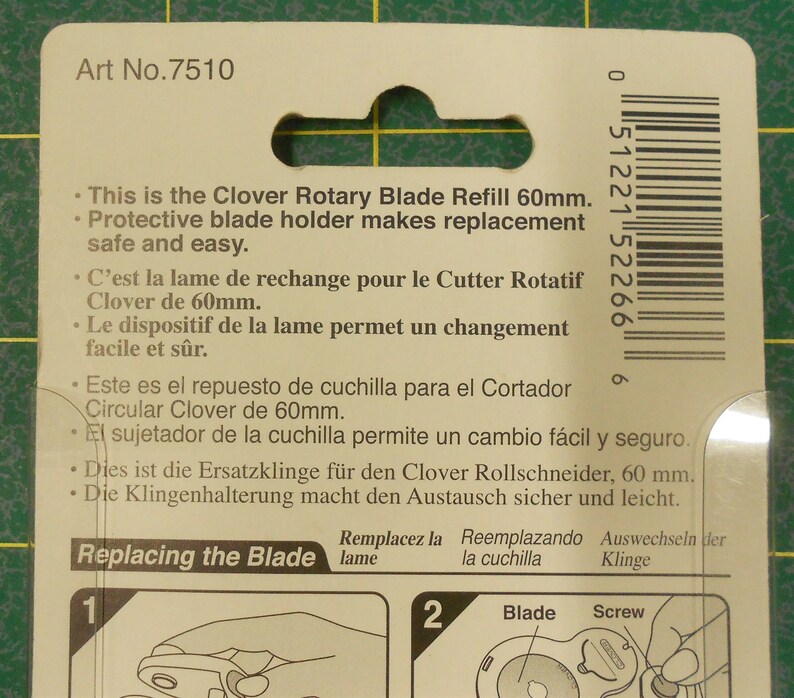 Art No.7510
0 51221 52266 6
• This is the Clover Rotary Blade Refill 60mm.
• Protective blade holder makes replacement
safe and easy.
• C'est la lame de rechange pour le Cutter Rotatif
Clover de 60mm.
• Le dispositif de la lame permet un changement
facile et sûr.
• Este es el repuesto de cuchilla para el Cortador
Circular Clover de 60mm.
• El sujetador de la cuchilla permite un cambio fácil y seguro.
• Dies ist die Ersatzklinge für den Clover Rollschneider, 60 mm.
• Die Klingenhalterung macht den Austausch sicher und leicht.
Replacing the Blade
Remplacez la
lame
Reemplazando
la cuchilla
Auswechseln der
Klinge
1
2
Blade
Screw